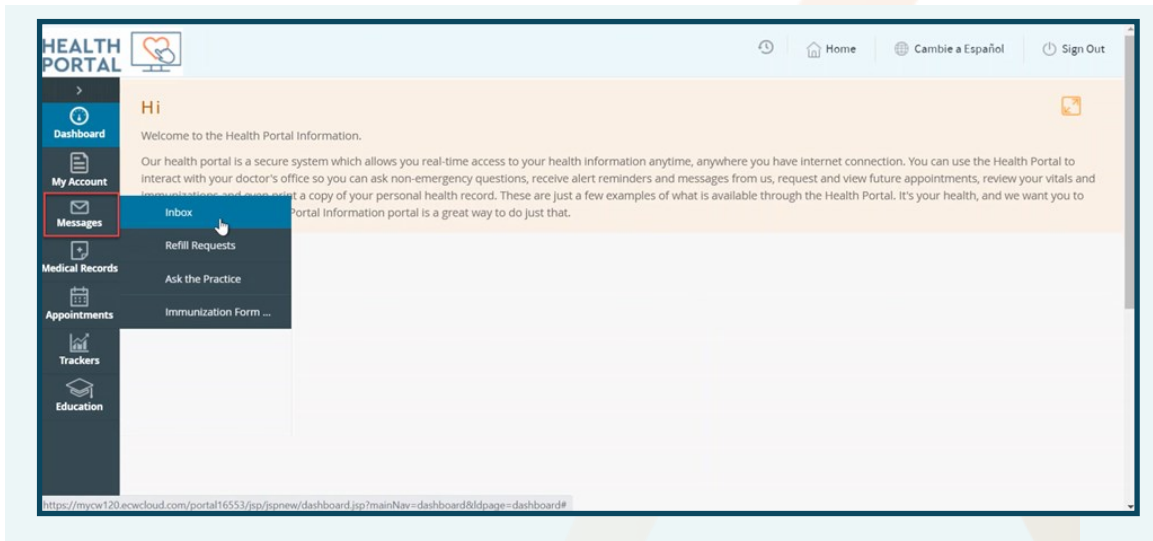 HEALTH
PORTAL
Home
Cambie a Español
Sign Out
Dashboard
My Account
Messages
Medical Records
Appointments
Trackers
Education
Hi
Welcome to the Health Portal Information.
Our health portal is a secure system which allows you real-time access to your health information anytime, anywhere you have internet connection. You can use the Health Portal to
interact with your doctor's office so you can ask non-emergency questions, receive alert reminders and messages from us, request and view future appointments, review your vitals and
immunizations and even print a copy of your personal health record. These are just a few examples of what is available through the Health Portal. It's your health, and we want you to
Portal Information portal is a great way to do just that.
Inbox
Refill Requests
Ask the Practice
Immunization Form ...
https://mycw120.ecwcloud.com/portal16553/jsp/jspnew/dashboard.jsp?mainNav=dashboard&ldpage=dashboard#